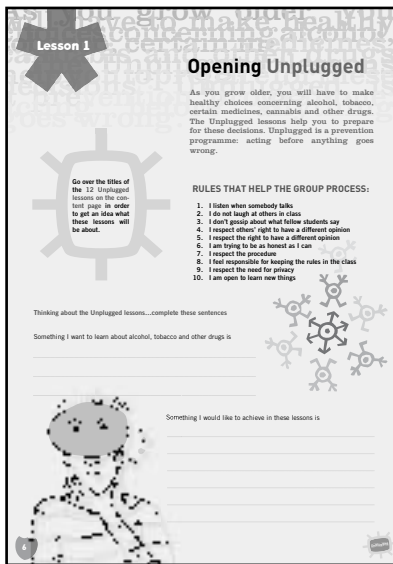 Lesson 1
Opening Unplugged
As you grow older, you will have to make
healthy choices concerning alcohol, tobacco,
certain medicines, cannabis and other drugs.
The Unplugged lessons help you to prepare
for these decisions. Unplugged is a prevention
programme: acting before anything goes
wrong.
Go over the titles of
the 12 Unplugged
lessons on the con-
tent page in order
to get an idea what
these lessons will
be about.
RULES THAT HELP THE GROUP PROCESS:
1. I listen when somebody talks
2. I do not laugh at others in class
3. I don't gossip about what fellow students say
4. I respect others' right to have a different opinion
5. I respect the right to have a different opinion
6. I am trying to be as honest as I can
7. I respect the procedure
8. I feel responsible for keeping the rules in the class
9. I respect the need for privacy
10. I am open to learn new things
Thinking about the Unplugged lessons...complete these sentences
Something I want to learn about alcohol, tobacco and other drugs is
Something I would like to achieve in these lessons is
6